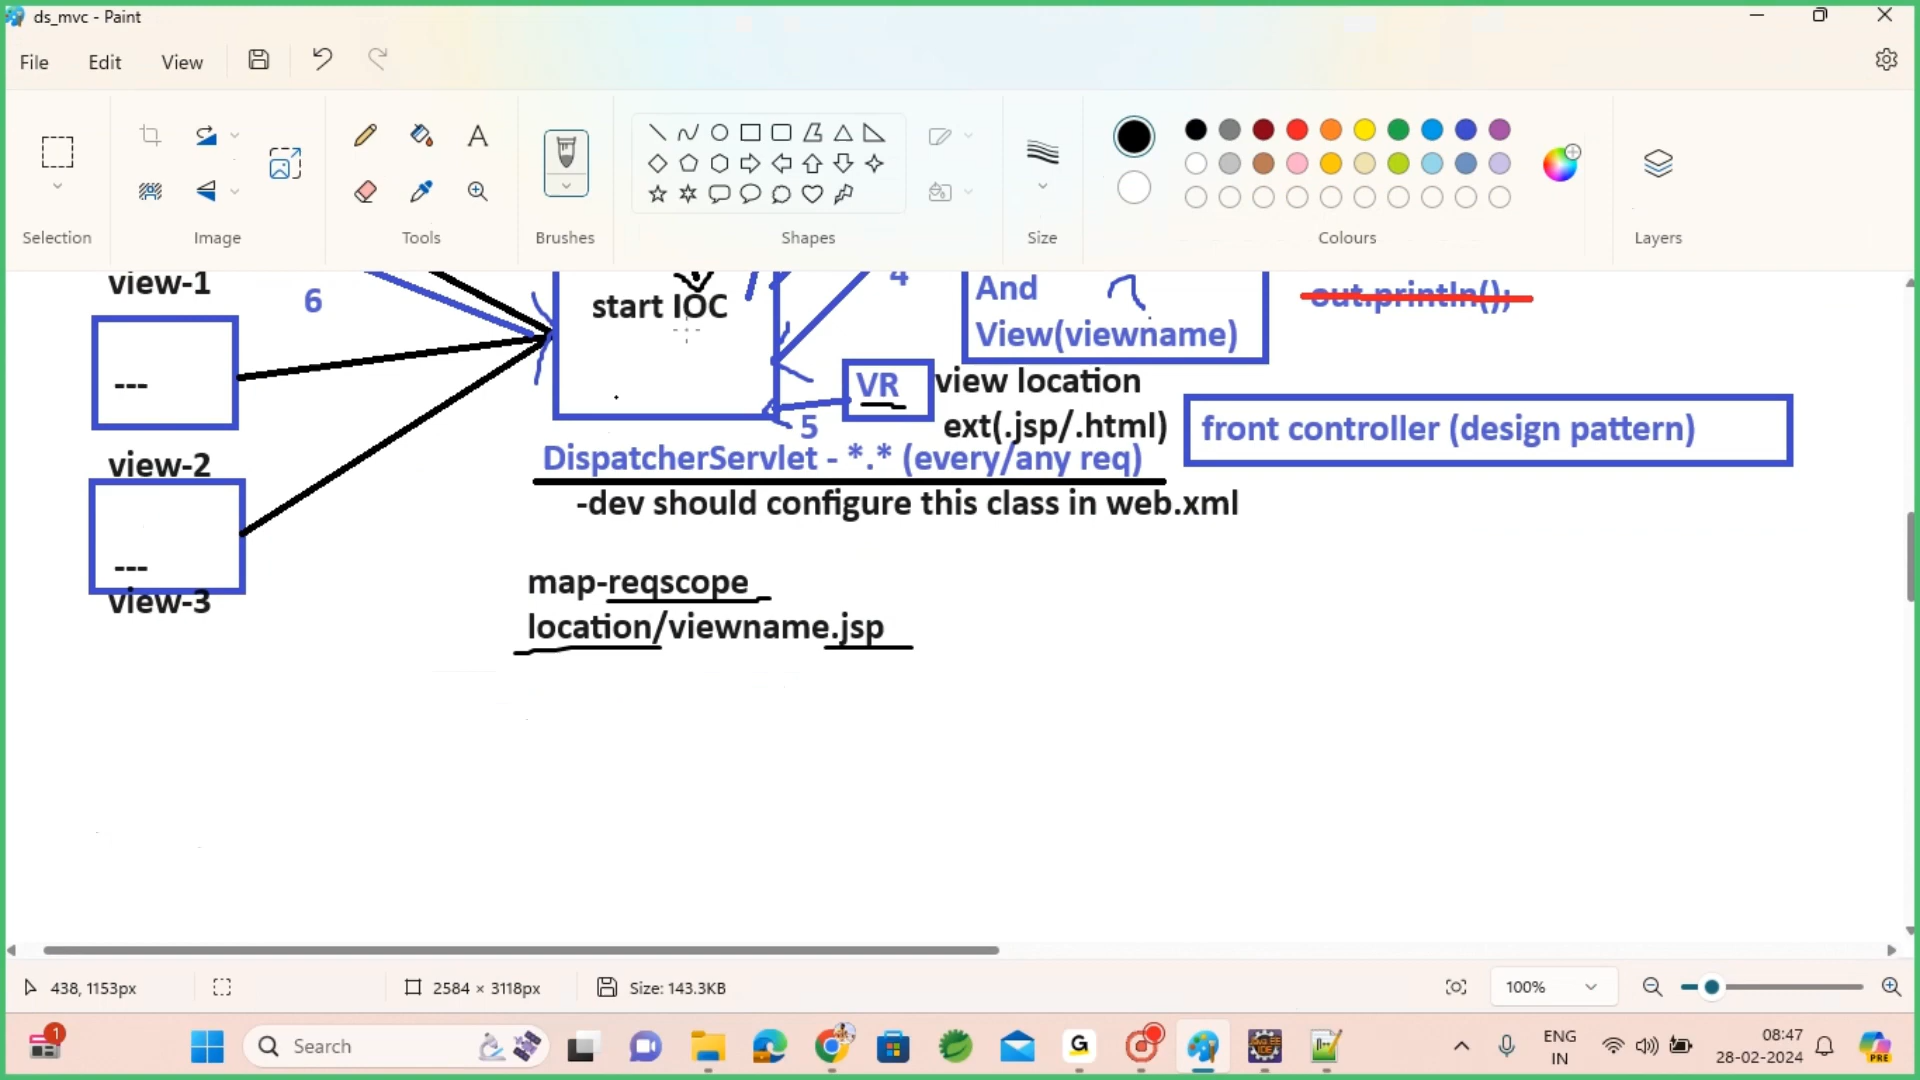 ds_mvc - Paint
File Edit View
Selection Image Tools Brushes Shapes Size Colours Layers
view-1
6
start IOC
4
And
View(viewname)
out.println();
---
VR
view location
5
ext(.jsp/.html)
front controller (design pattern)
view-2
DispatcherServlet - *.* (every/any req)
-dev should configure this class in web.xml
---
view-3
map-reqscope
location/viewname.jsp
438, 1153px
2584 × 3118px
Size: 143.3KB
100%
1
Search
G
ENG
IN
08:47
28-02-2024
PRE